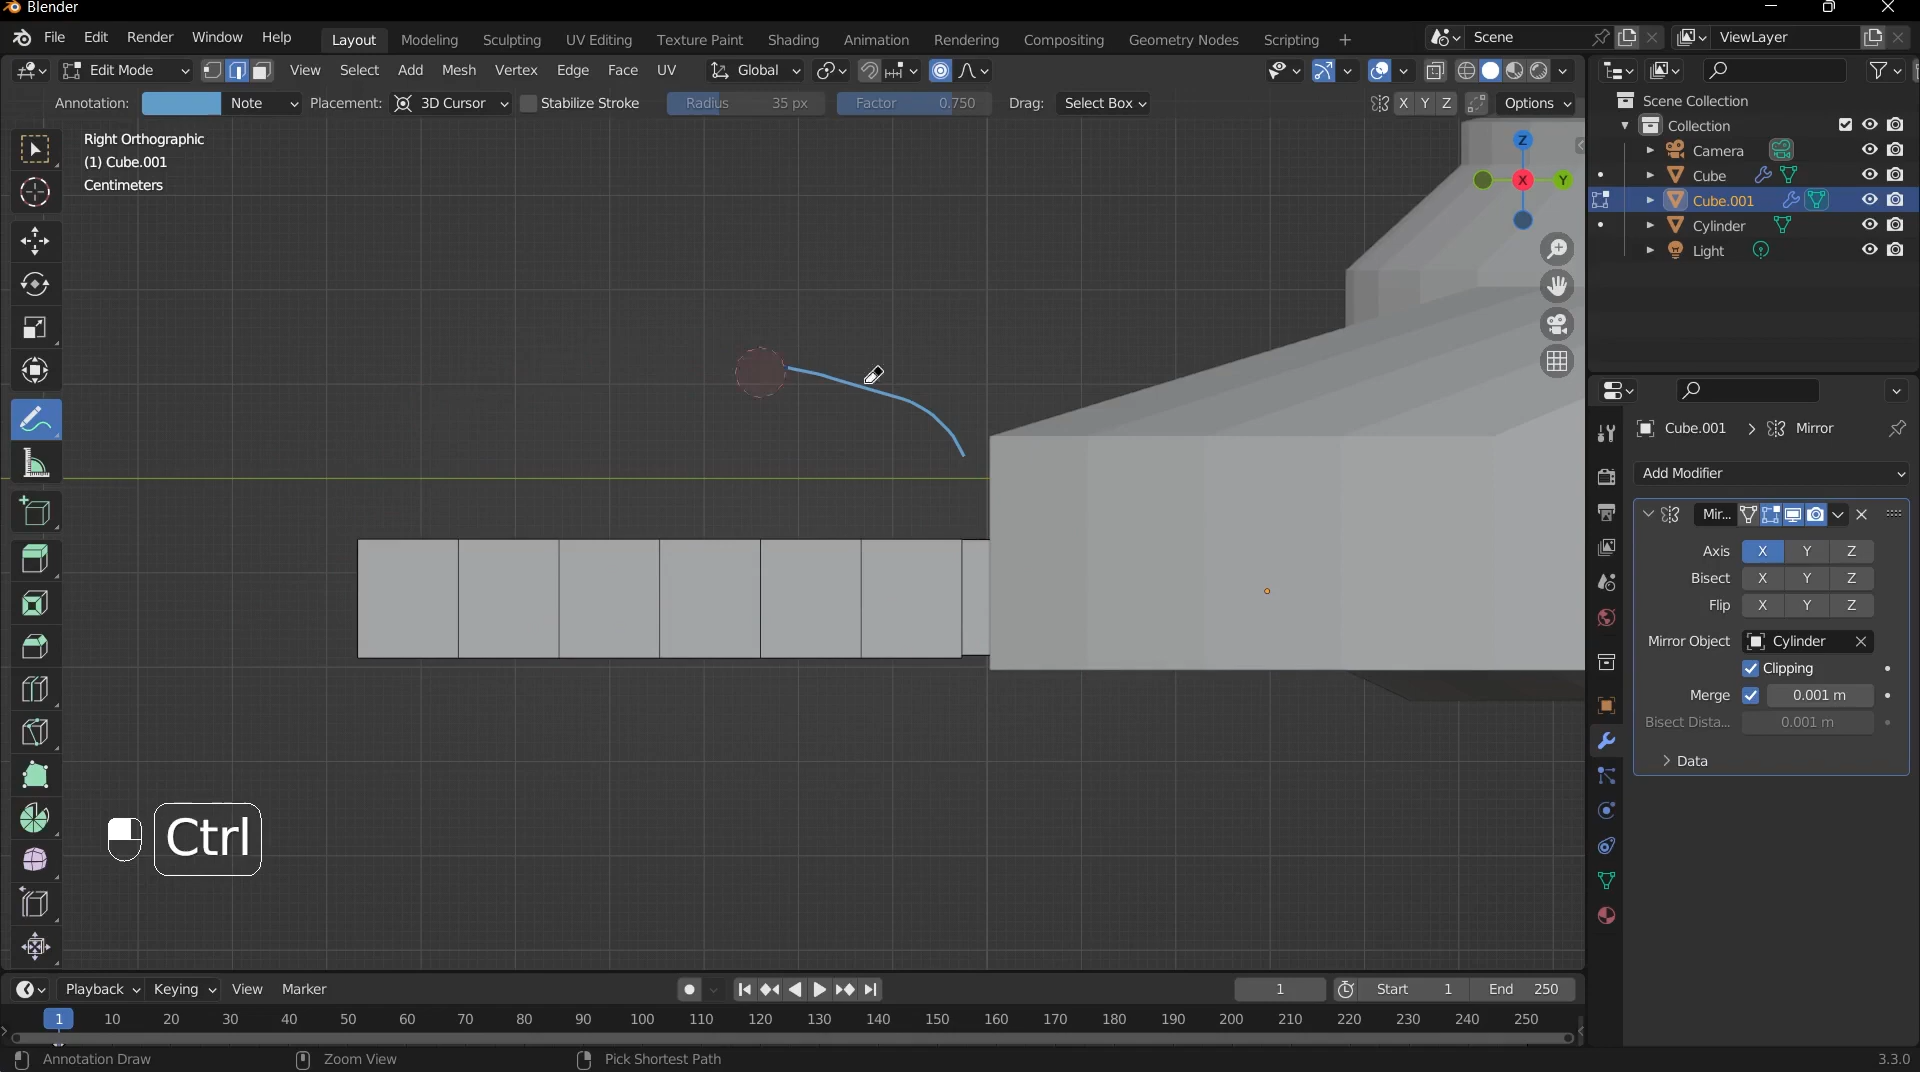 Blender
File Edit Render Window Help Layout Modeling Sculpting UV Editing Texture Paint Shading Animation Rendering Compositing Geometry Nodes Scripting + Scene ViewLayer
Edit Mode View Select Add Mesh Vertex Edge Face UV Global
Annotation: Note Placement: 3D Cursor Stabilize Stroke Radius 35 px Factor 0.750 Drag: Select Box X Y Z Options
Right Orthographic
(1) Cube.001
Centimeters
Z
X
Y
Scene Collection
Collection
Camera
Cube
Cube.001
Cylinder
Light
Cube.001 > Mirror
Add Modifier
Mir...
Axis X Y Z
Bisect X Y Z
Flip X Y Z
Mirror Object Cylinder
Clipping
Merge 0.001 m
Bisect Dista... 0.001 m
Data
Ctrl
Playback Keying View Marker 1 Start 1 End 250
1 10 20 30 40 50 60 70 80 90 100 110 120 130 140 150 160 170 180 190 200 210 220 230 240 250
Annotation Draw Zoom View Pick Shortest Path 3.3.0